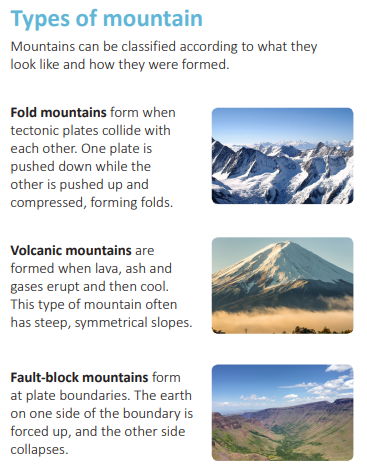 Types of mountain
Mountains can be classified according to what they
look like and how they were formed.
Fold mountains form when
tectonic plates collide with
each other. One plate is
pushed down while the
other is pushed up and
compressed, forming folds.
Volcanic mountains are
formed when lava, ash and
gases erupt and then cool.
This type of mountain often
has steep, symmetrical slopes.
Fault-block mountains form
at plate boundaries. The earth
on one side of the boundary is
forced up, and the other side
collapses.